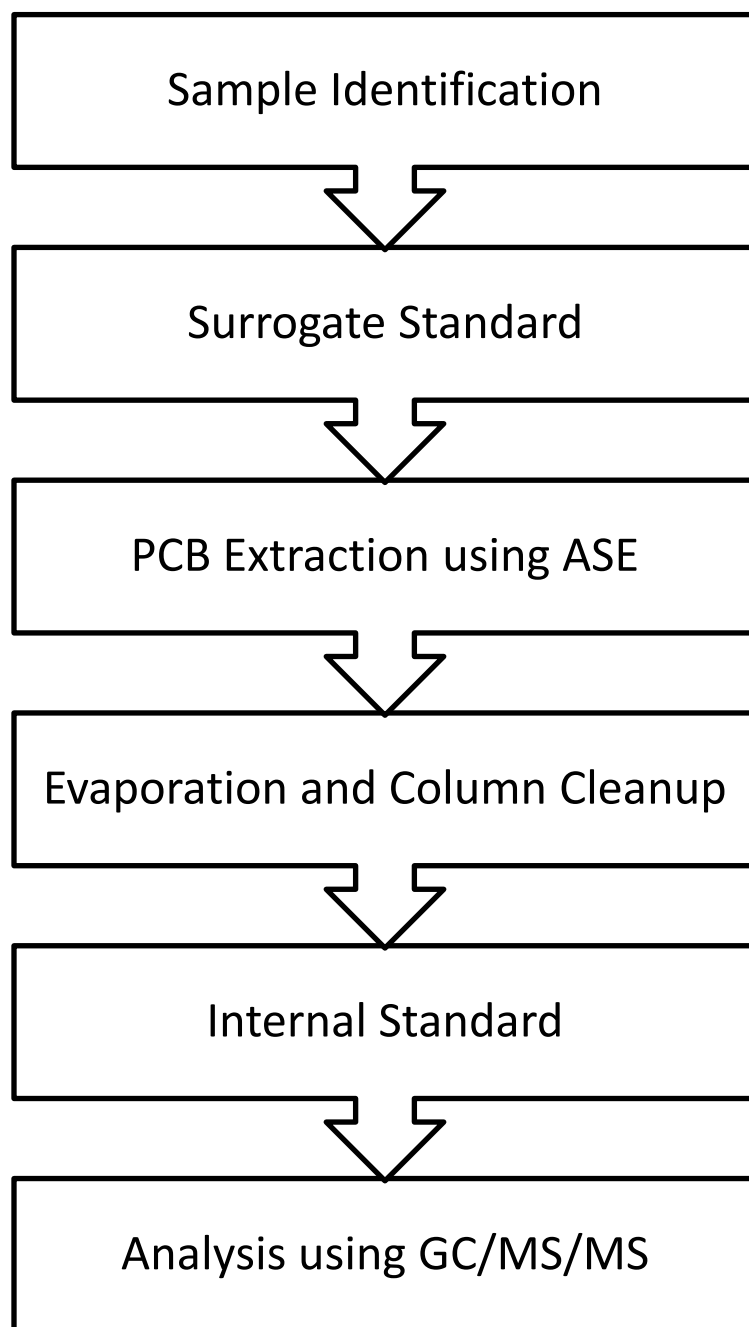 Sample Identification
Surrogate Standard
PCB Extraction using ASE
Evaporation and Column Cleanup
Internal Standard
Analysis using GC/MS/MS